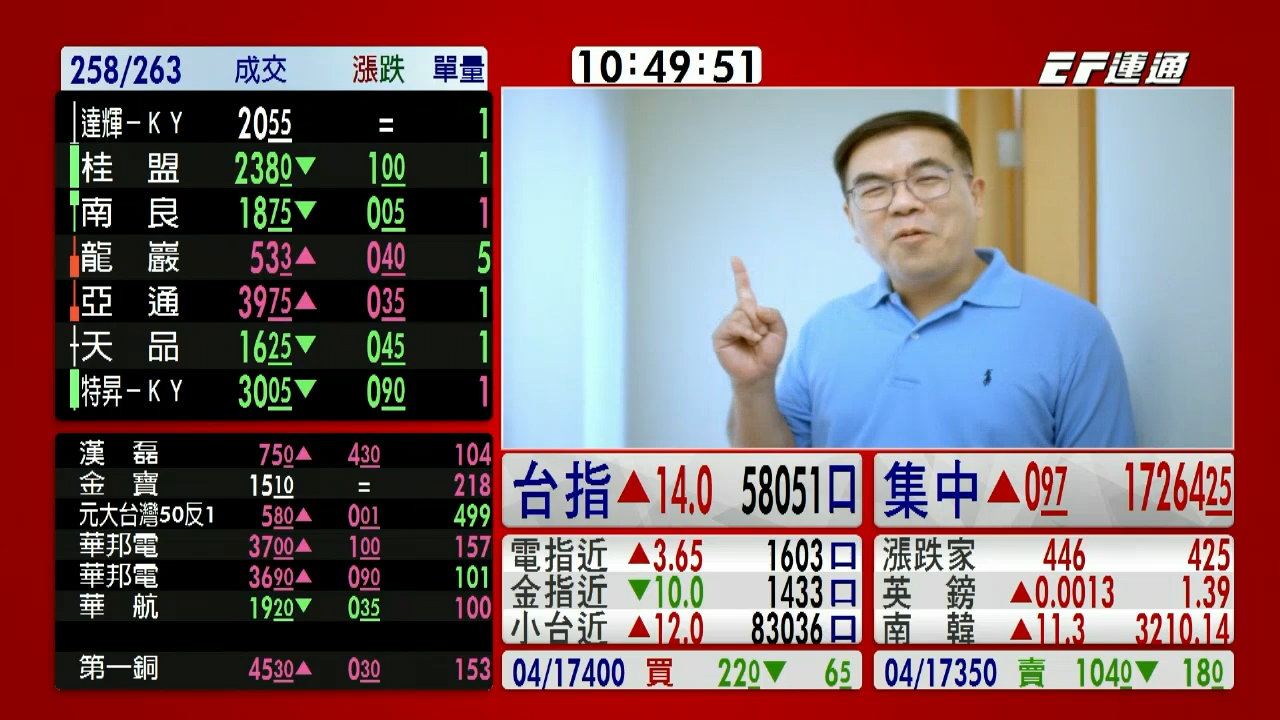 258/263 成交 漲跌 單量
10:49:51
EF運通
達輝-KY 2055 = 1
桂盟 2380▼ 100 1
南良 1875▼ 005 1
龍巖 533▲ 040 5
亞通 3975▲ 035 1
天品 1625▼ 045 1
特昇-KY 3005▼ 090 1
漢磊 750▲ 430 104
金寶 1510 = 218
元大台灣50反1 580▲ 001 499
華邦電 3700▲ 100 157
華邦電 3690▲ 090 101
華航 1920▼ 035 100
第一銅 4530▲ 030 153
台指▲14.0 58051口
集中▲097 1726425
電指近 ▲3.65 1603口
金指近 ▼10.0 1433口
小台近 ▲12.0 83036口
漲跌家 446 425
英鎊 ▲0.0013 1.39
南韓 ▲11.3 3210.14
04/17400 買 220▼ 65
04/17350 賣 1040▼ 180